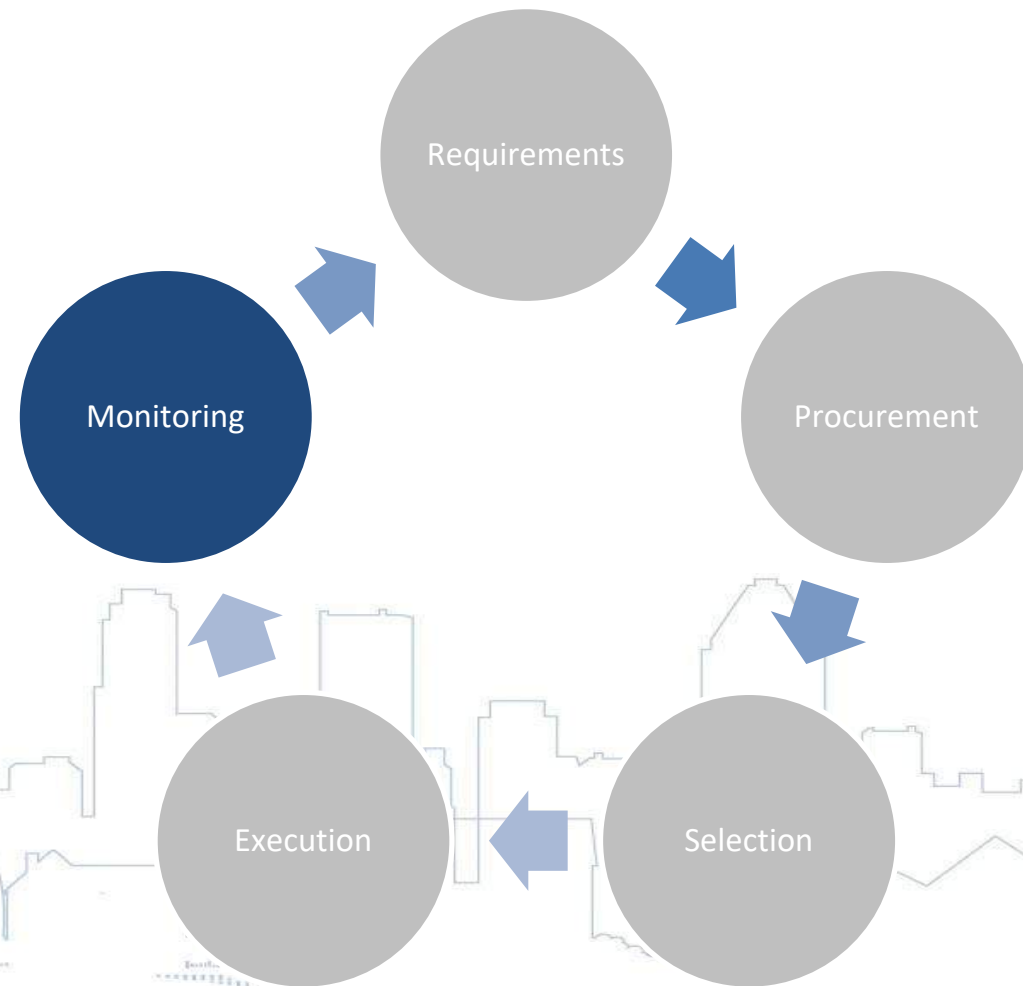 Requirements
Monitoring
Procurement
Execution
Selection